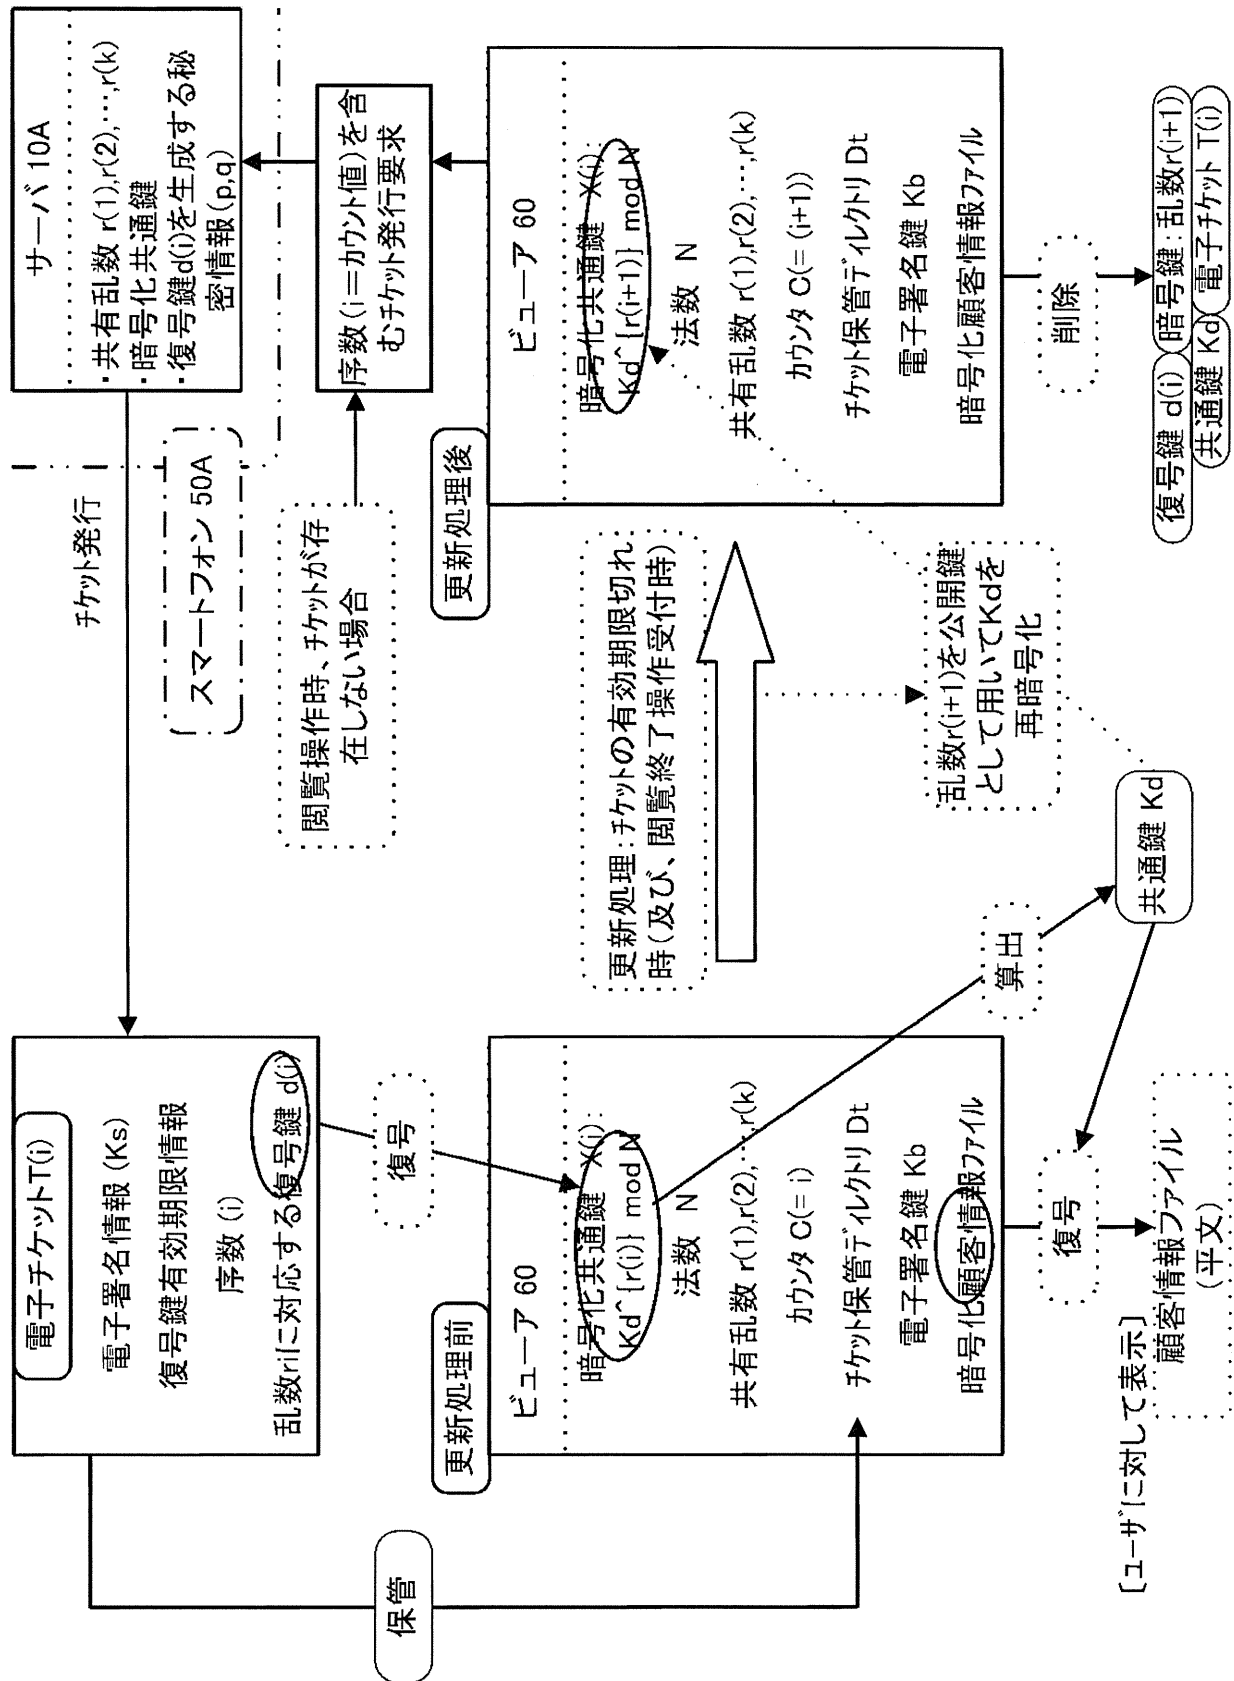 電子チケットT(i)
電子署名情報(Ks)
復号鍵有効期限情報
序数(i)
乱数riに対応する復号鍵 d(i)
チケット発行
サーバ 10A
・共有乱数 r(1),r(2),…,r(k)
・暗号化共通鍵
・復号鍵d(i)を生成する秘
密情報(p,q)
スマートフォン 50A
閲覧操作時、チケットが存
在しない場合
序数(i=カウント値)を含
むチケット発行要求
保管
復号
更新処理前
ビューア 60
暗号化共通鍵 X(i):
Kd^{r(i)} mod N
法数 N
共有乱数 r(1),r(2),…,r(k)
カウンタ C(= i)
チケット保管ディレクトリ Dt
電子署名鍵 Kb
暗号化顧客情報ファイル
更新処理:チケットの有効期限切れ
時(及び、閲覧終了操作受付時)
更新処理後
ビューア 60
暗号化共通鍵 X(i):
Kd^{r(i+1)} mod N
法数 N
共有乱数 r(1),r(2),…,r(k)
カウンタ C(= (i+1))
チケット保管ディレクトリ Dt
電子署名鍵 Kb
暗号化顧客情報ファイル
算出
乱数r(i+1)を公開鍵
として用いてKdを
再暗号化
復号
共通鍵 Kd
削除
[ユーザに対して表示]
顧客情報ファイル
(平文)
復号鍵 d(i)
暗号鍵:乱数r(i+1)
共通鍵 Kd
電子チケット T(i)